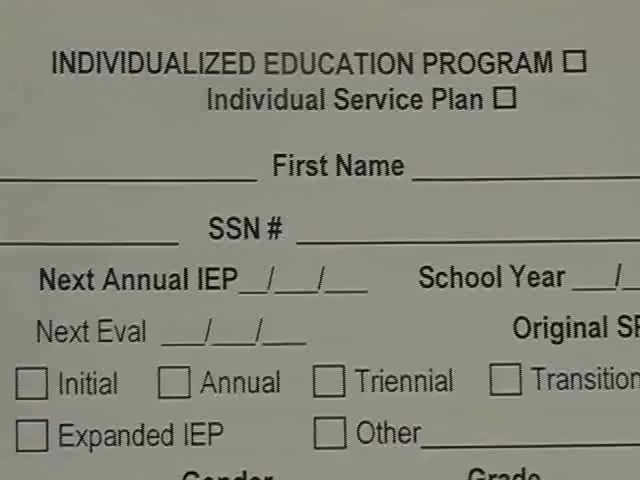 INDIVIDUALIZED EDUCATION PROGRAM ☐
Individual Service Plan ☐
First Name
SSN #
Next Annual IEP__/___/___ School Year ___/
Next Eval ___/___/___ Original
☐ Initial ☐ Annual ☐ Triennial ☐ Transition
☐ Expanded IEP ☐ Other
Gender Grade